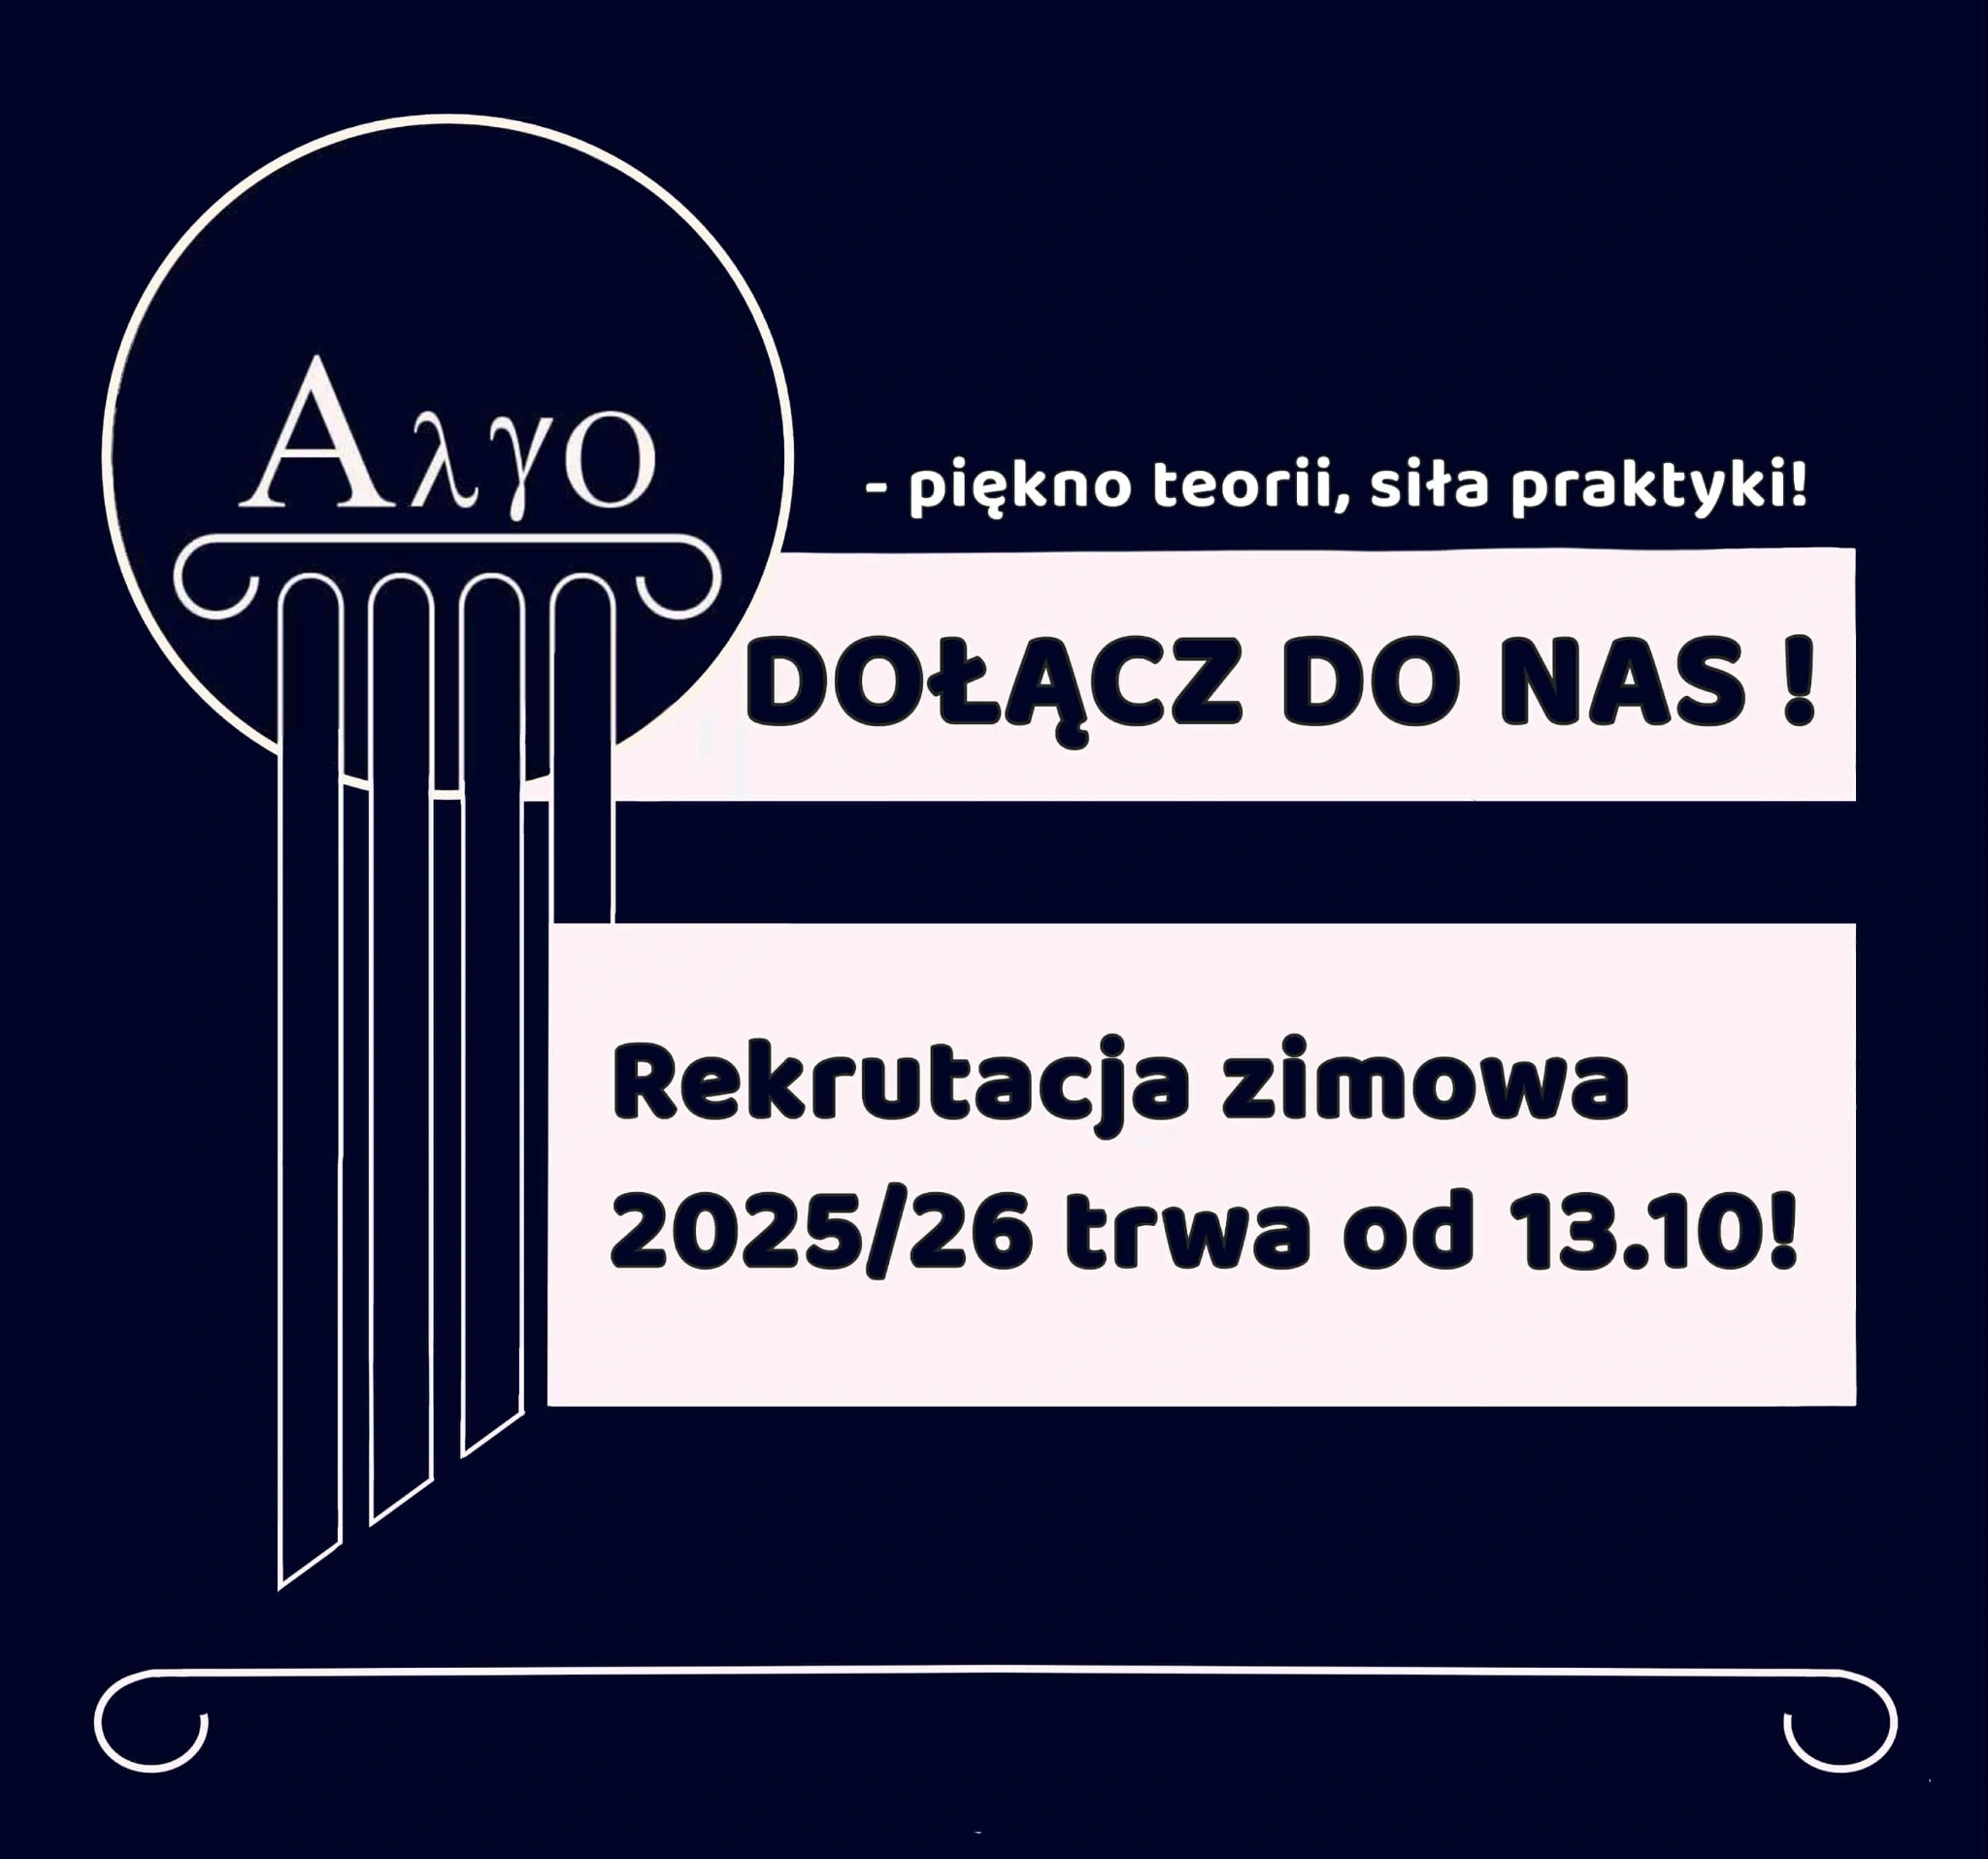 Αλγο
- piękno teorii, siła praktyki!
DOŁĄCZ DO NAS !
Rekrutacja zimowa
2025/26 trwa od 13.10!